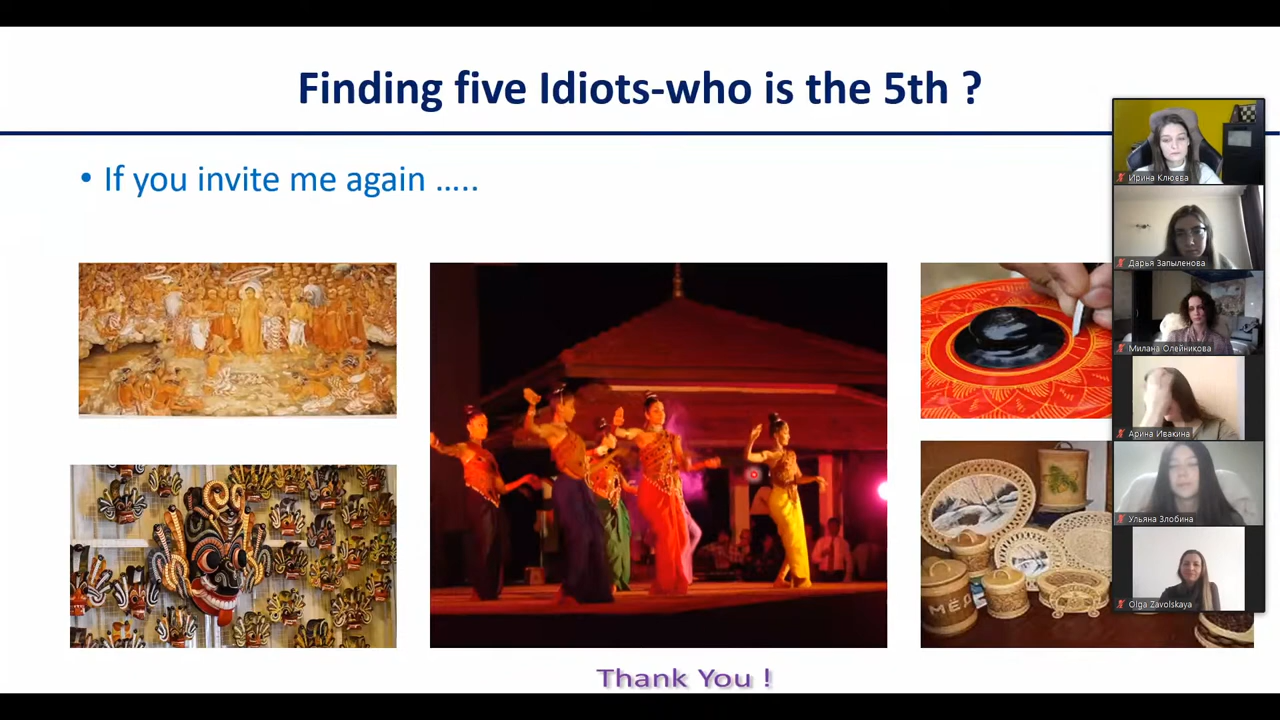 Finding five Idiots-who is the 5th ?
• If you invite me again …..
Ирина Клюева
Дарья Запыленова
Милана Олейникова
Арина Ивакина
Ульяна Злобина
Olga Zavolskaya
МЁД
Thank You !